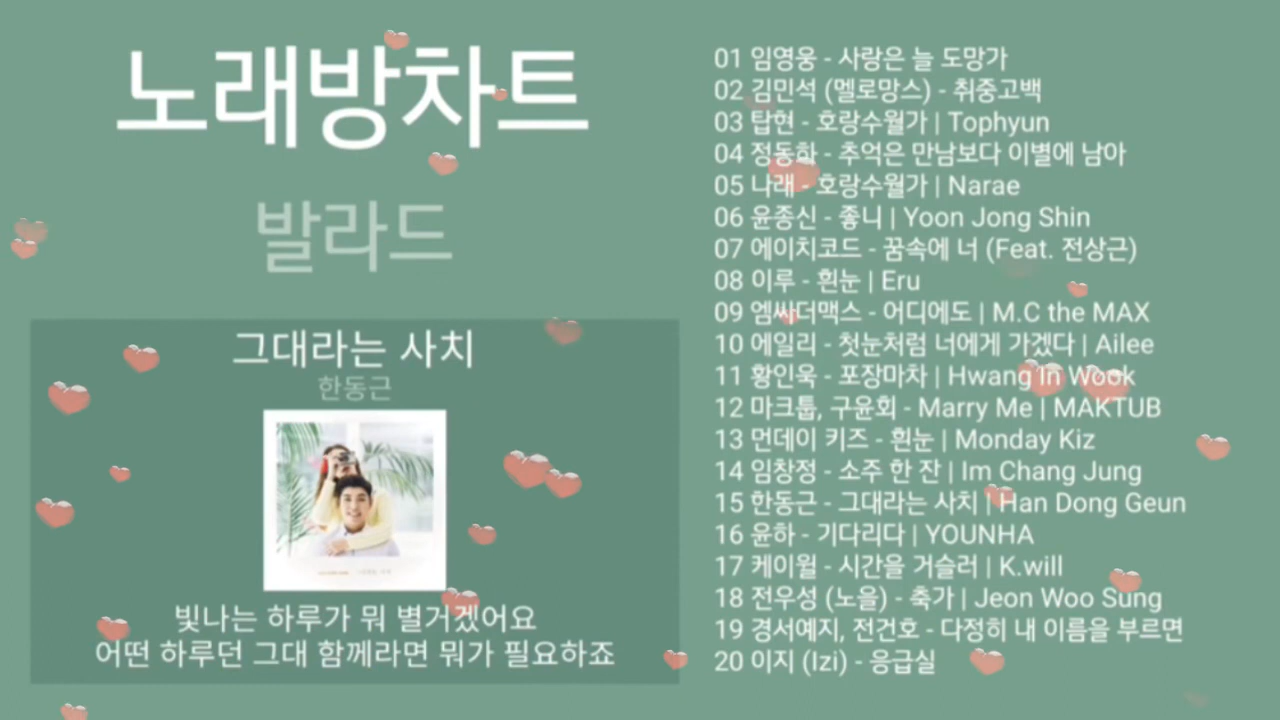 노래방차트
발라드
그대라는 사치
한동근
빛나는 하루가 뭐 별거겠어요
어떤 하루던 그대 함께라면 뭐가 필요하죠
01 임영웅 - 사랑은 늘 도망가
02 김민석 (멜로망스) - 취중고백
03 탑현 - 호랑수월가 | Tophyun
04 정동하 - 추억은 만남보다 이별에 남아
05 나래 - 호랑수월가 | Narae
06 윤종신 - 좋니 | Yoon Jong Shin
07 에이치코드 - 꿈속에 너 (Feat. 전상근)
08 이루 - 흰눈 | Eru
09 엠씨더맥스 - 어디에도 | M.C the MAX
10 에일리 - 첫눈처럼 너에게 가겠다 | Ailee
11 황인욱 - 포장마차 | Hwang In Wook
12 마크툽, 구윤회 - Marry Me | MAKTUB
13 먼데이 키즈 - 흰눈 | Monday Kiz
14 임창정 - 소주 한 잔 | Im Chang Jung
15 한동근 - 그대라는 사치 | Han Dong Geun
16 윤하 - 기다리다 | YOUNHA
17 케이윌 - 시간을 거슬러 | K.will
18 전우성 (노을) - 축가 | Jeon Woo Sung
19 경서예지, 전건호 - 다정히 내 이름을 부르면
20 이지 (Izi) - 응급실